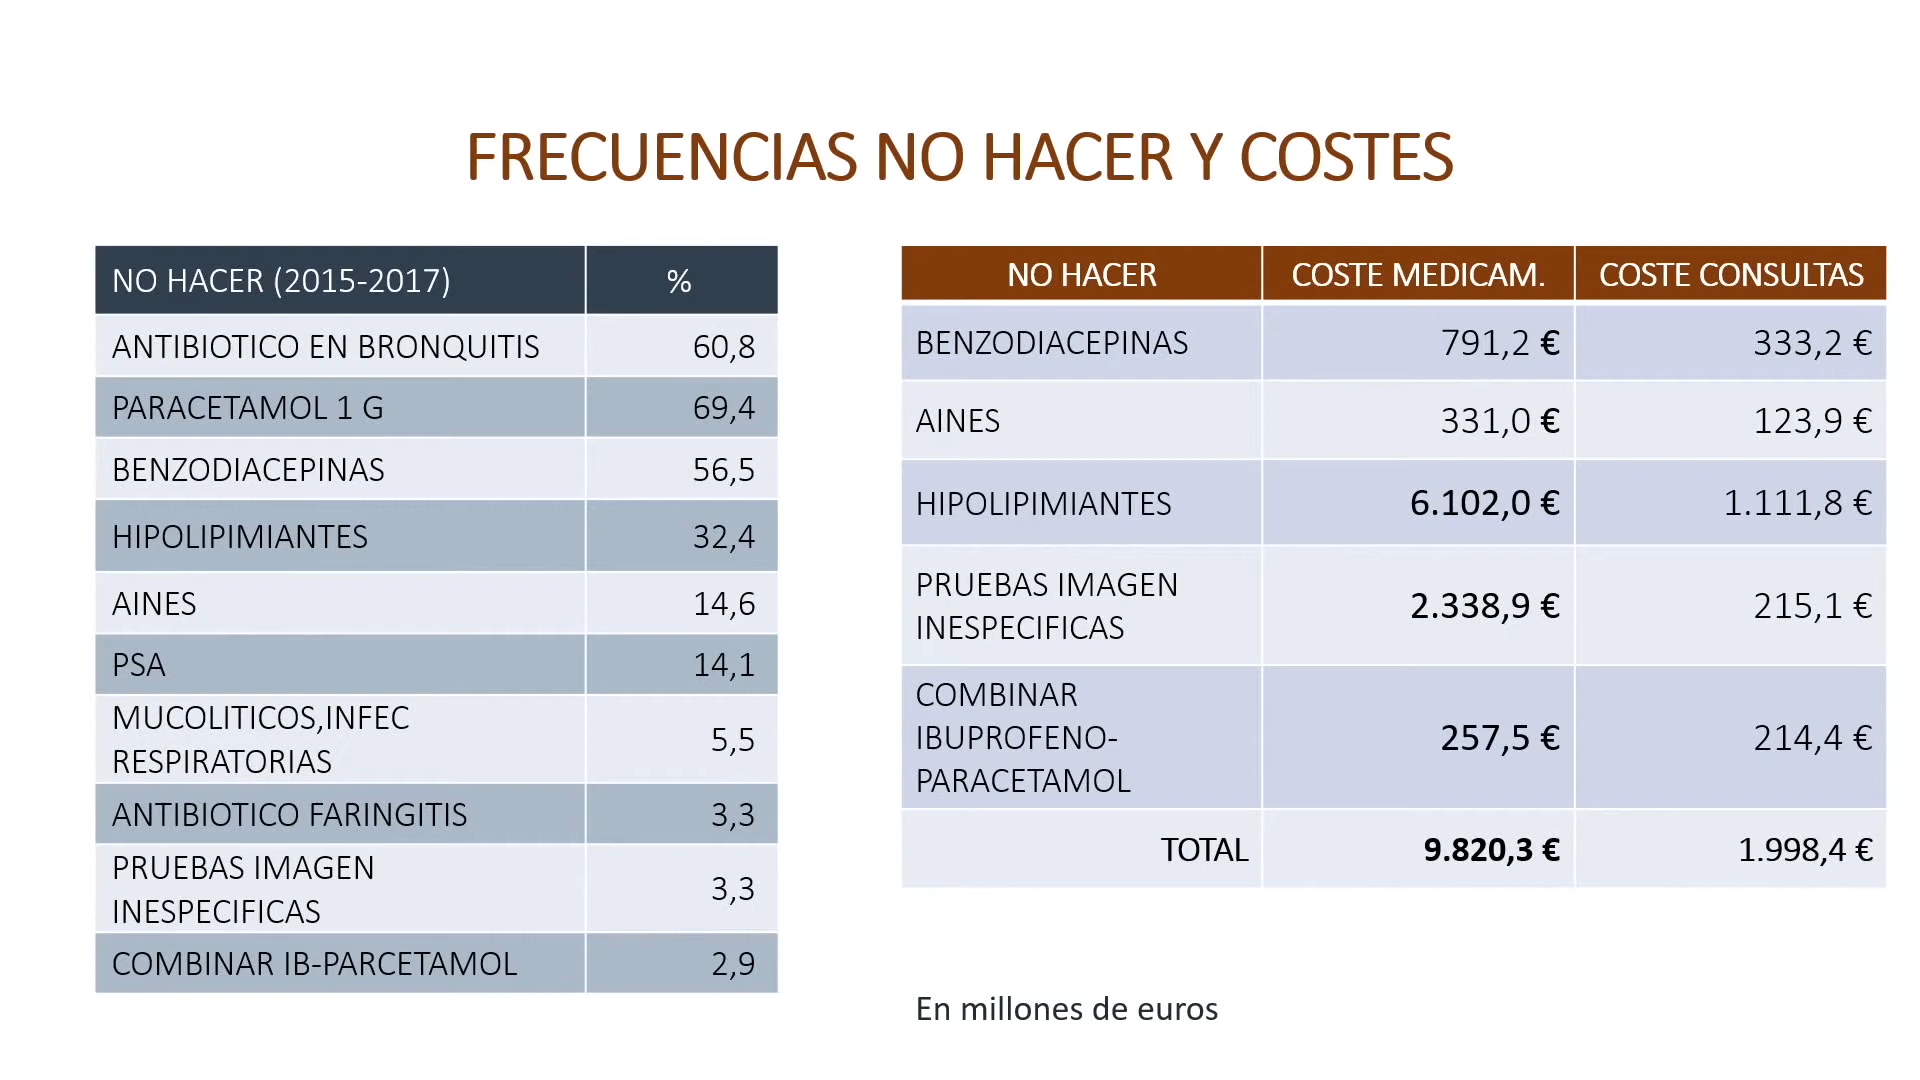 FRECUENCIAS NO HACER Y COSTES
NO HACER (2015-2017) %
ANTIBIOTICO EN BRONQUITIS 60,8
PARACETAMOL 1 G 69,4
BENZODIACEPINAS 56,5
HIPOLIPIMIANTES 32,4
AINES 14,6
PSA 14,1
MUCOLITICOS,INFEC
RESPIRATORIAS 5,5
ANTIBIOTICO FARINGITIS 3,3
PRUEBAS IMAGEN
INESPECIFICAS 3,3
COMBINAR IB-PARCETAMOL 2,9
NO HACER COSTE MEDICAM. COSTE CONSULTAS
BENZODIACEPINAS 791,2 € 333,2 €
AINES 331,0 € 123,9 €
HIPOLIPIMIANTES 6.102,0 € 1.111,8 €
PRUEBAS IMAGEN
INESPECIFICAS 2.338,9 € 215,1 €
COMBINAR
IBUPROFENO-
PARACETAMOL 257,5 € 214,4 €
TOTAL 9.820,3 € 1.998,4 €
En millones de euros